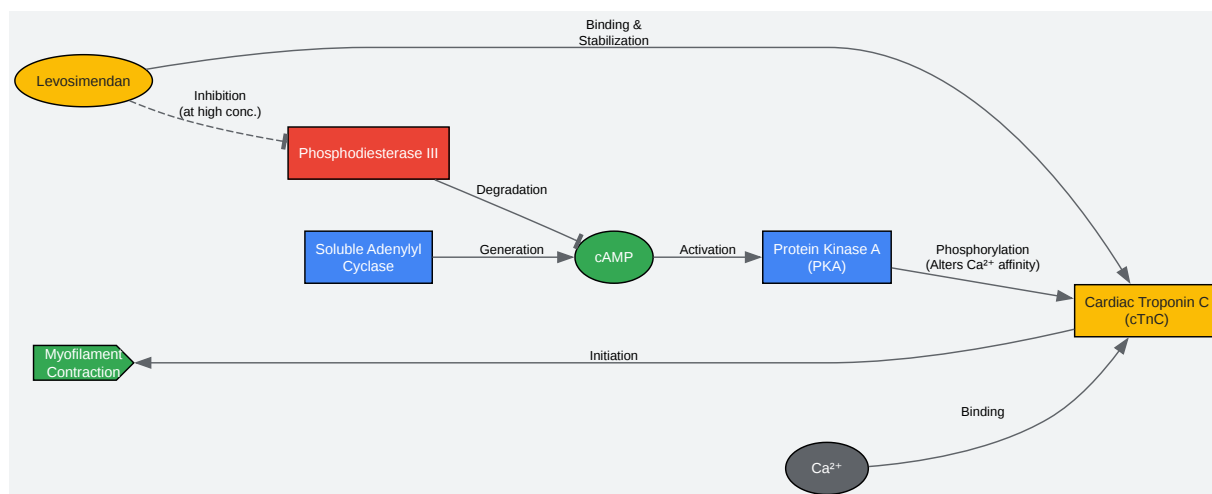 Binding &
Stabilization
Levosimendan
Inhibition
(at high conc.)
Phosphodiesterase III
Degradation
Soluble Adenylyl
Cyclase
Generation
cAMP
Activation
Protein Kinase A
(PKA)
Phosphorylation
(Alters Ca²⁺ affinity)
Cardiac Troponin C
(cTnC)
Myofilament
Contraction
Initiation
Binding
Ca²⁺